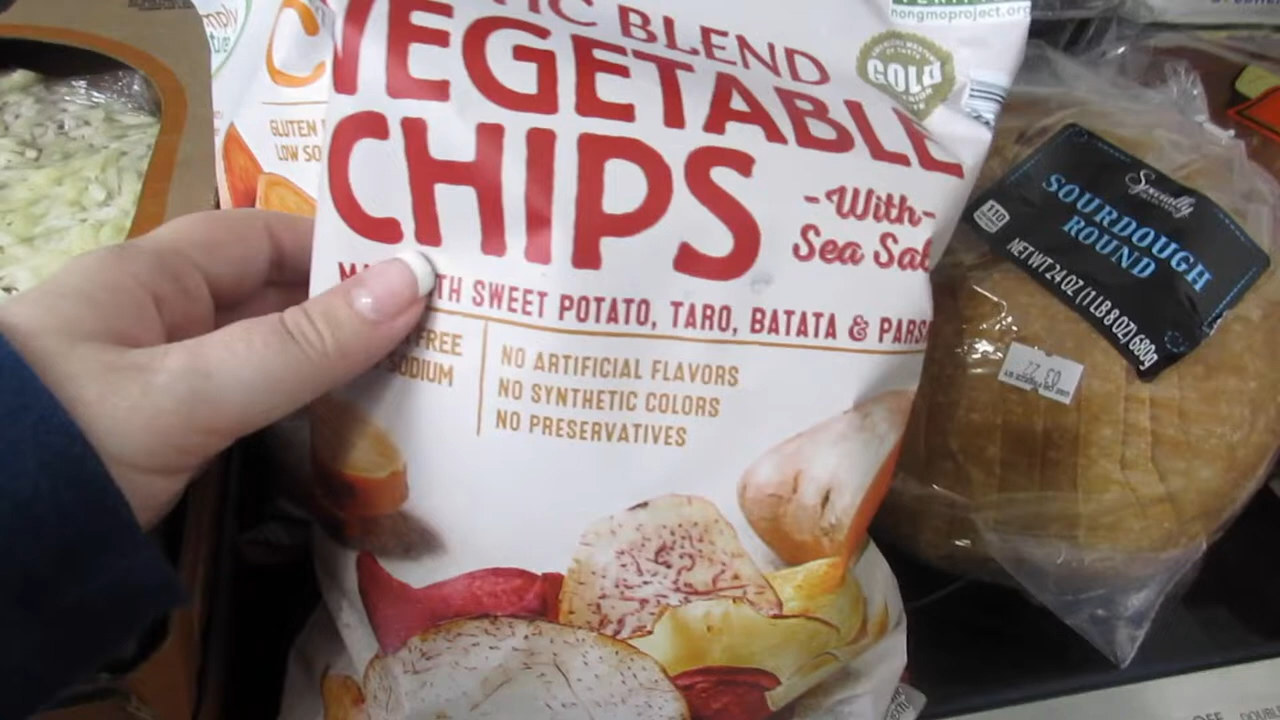 BLEND
VEGETABLE
CHIPS
-With-
Sea Sal
TH SWEET POTATO, TARO, BATATA & PARS
FREE
SODIUM
NO ARTIFICIAL FLAVORS
NO SYNTHETIC COLORS
NO PRESERVATIVES
nongmoproject.org
GOLD
GLUTEN
LOW SO
Specially
SOURDOUGH
ROUND
110
NET WT 24 OZ (1 LB 8 OZ) 680g